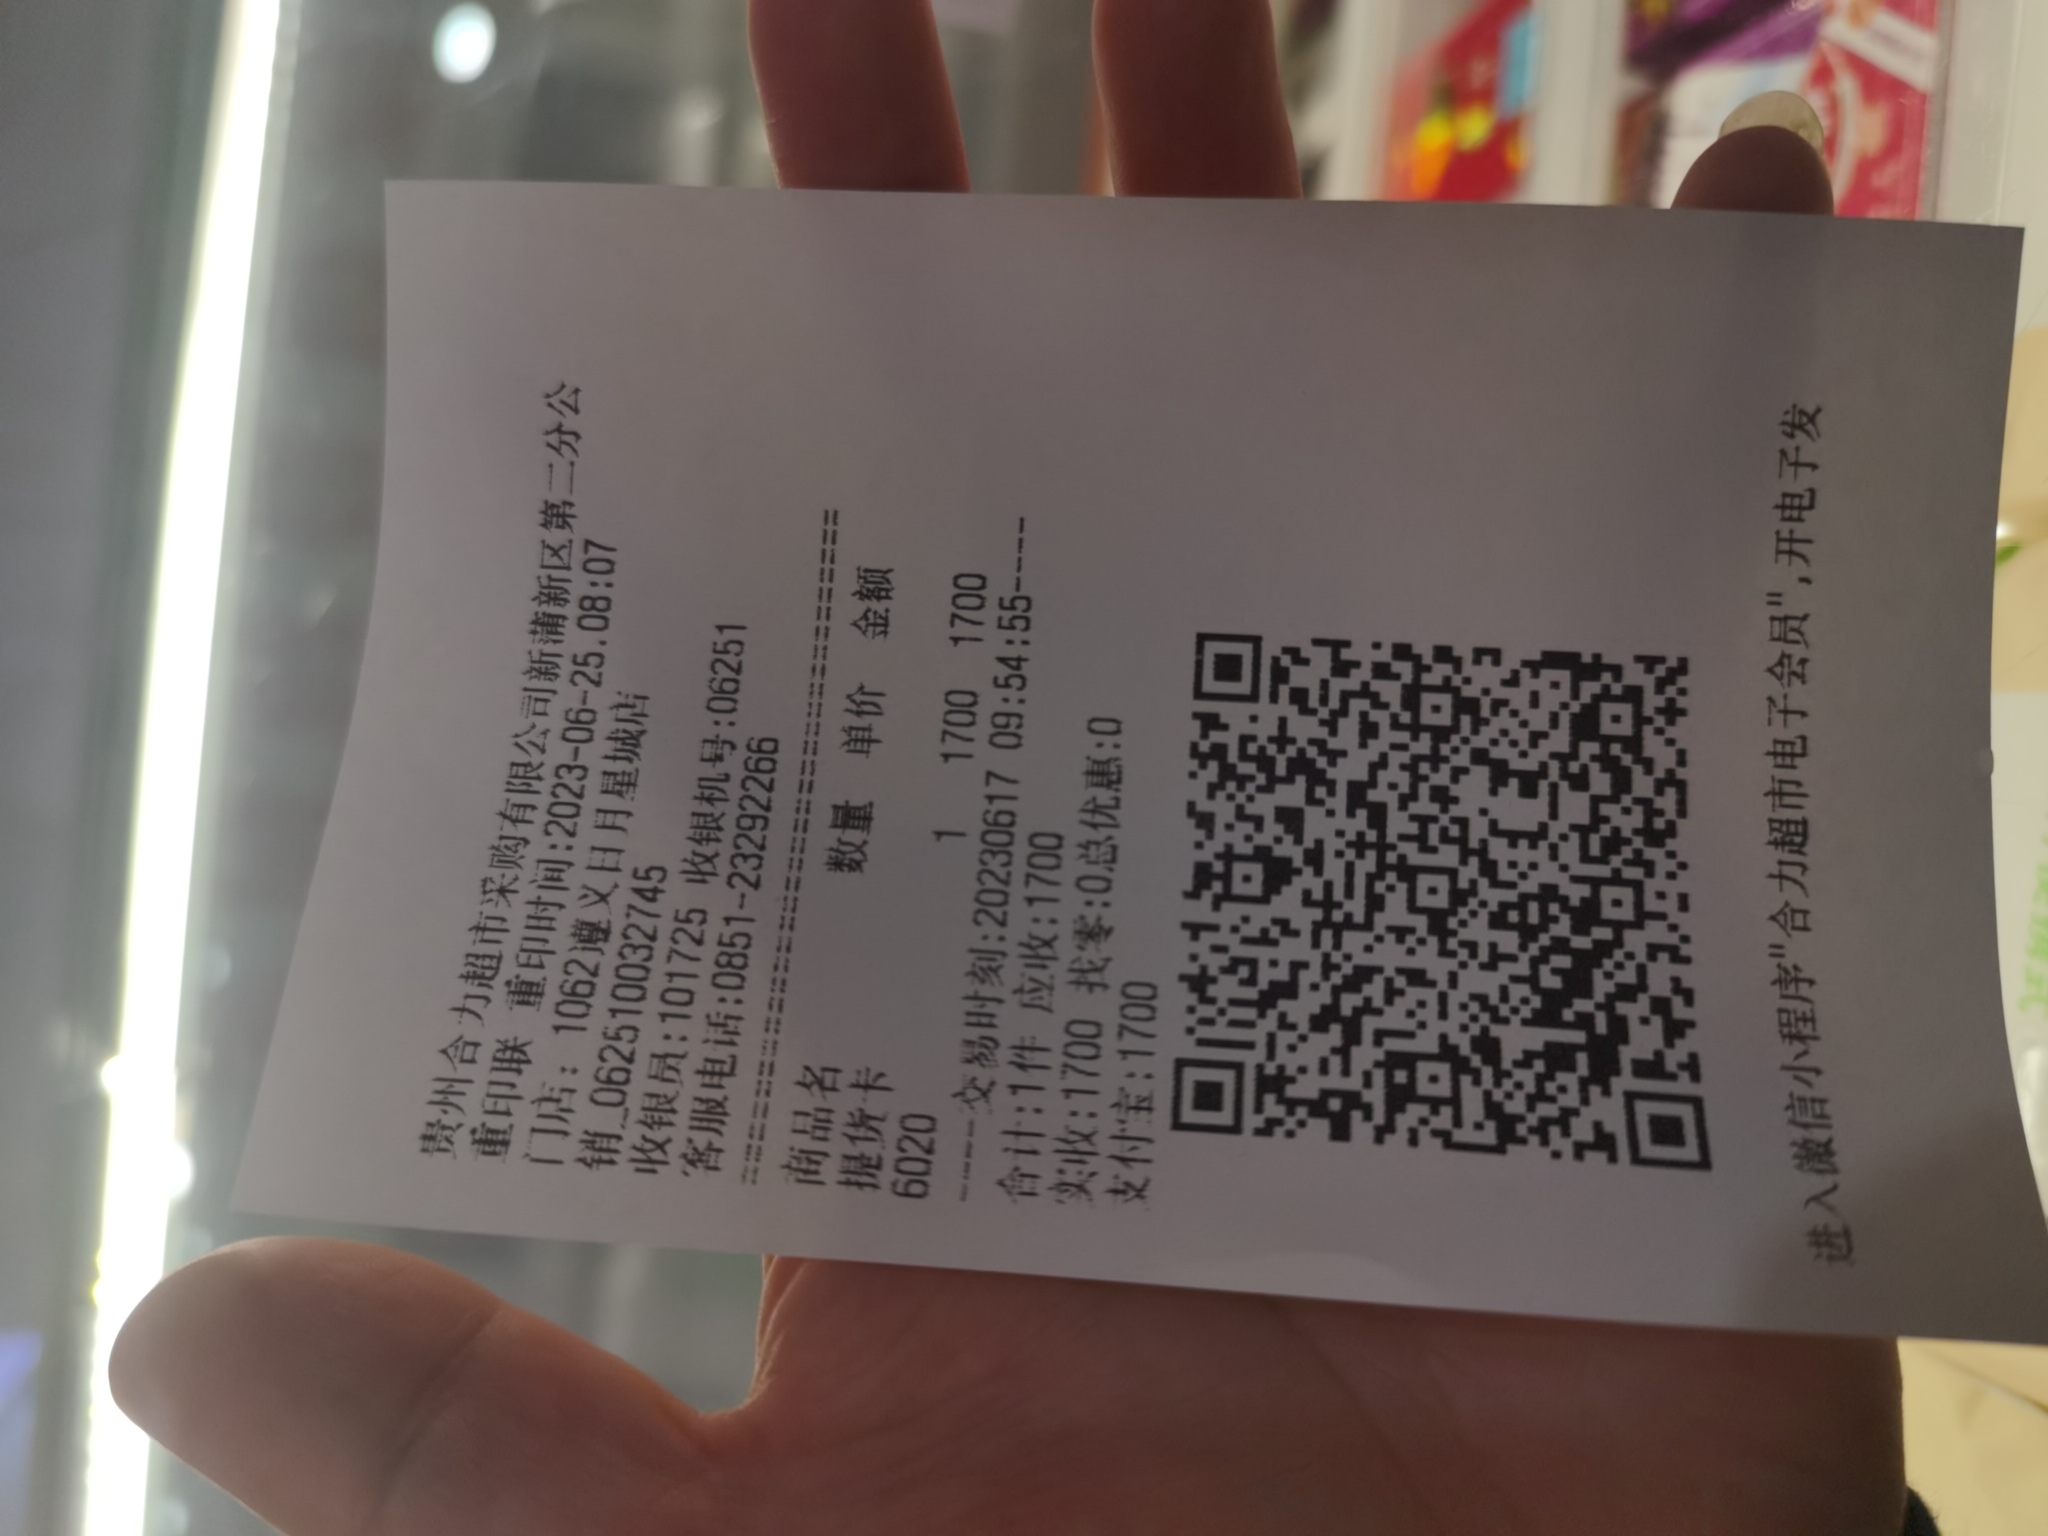 贵州合力超市采购有限公司新蒲新区第二分公
重印联 重印时间:2023-06-25.08:07
门店: 1062遵义日月星城店
销_062510032745
收银员:101725 收银机号:06251
客服电话:0851-23292266
================================
商品名 数量 单价 金额
提货卡
6020 1 1700 1700
----交易时刻:20230617 09:54:55----
合计:1件 应收:1700
实收:1700 找零:0总优惠:0
支付宝:1700
进入微信小程序"合力超市电子会员",开电子发